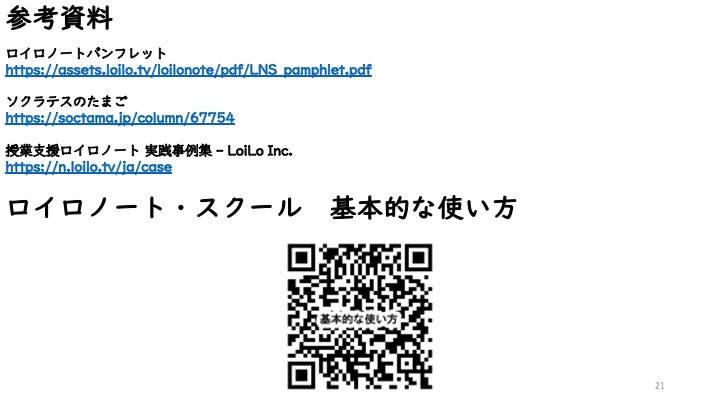 参考資料
ロイロノートパンフレット
https://assets.loilo.tv/loilonote/pdf/LNS_pamphlet.pdf
ソクラテスのたまご
https://soctama.jp/column/67754
授業支援ロイロノート 実践事例集 – LoiLo Inc.
https://n.loilo.tv/ja/case
ロイロノート・スクール　基本的な使い方
基本的な使い方
21